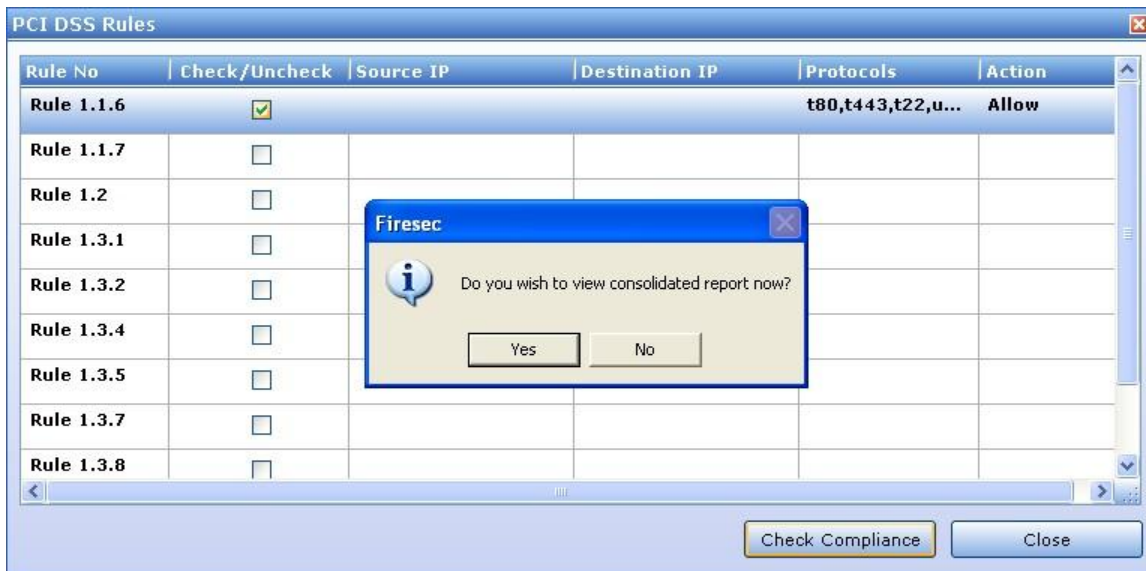 PCI DSS Rules
Rule No Check/Uncheck Source IP Destination IP Protocols Action
Rule 1.1.6 t80,t443,t22,u... Allow
Rule 1.1.7
Rule 1.2
Firesec
Rule 1.3.1
Rule 1.3.2
Do you wish to view consolidated report now?
Rule 1.3.4
Yes No
Rule 1.3.5
Rule 1.3.7
Rule 1.3.8
Check Compliance Close